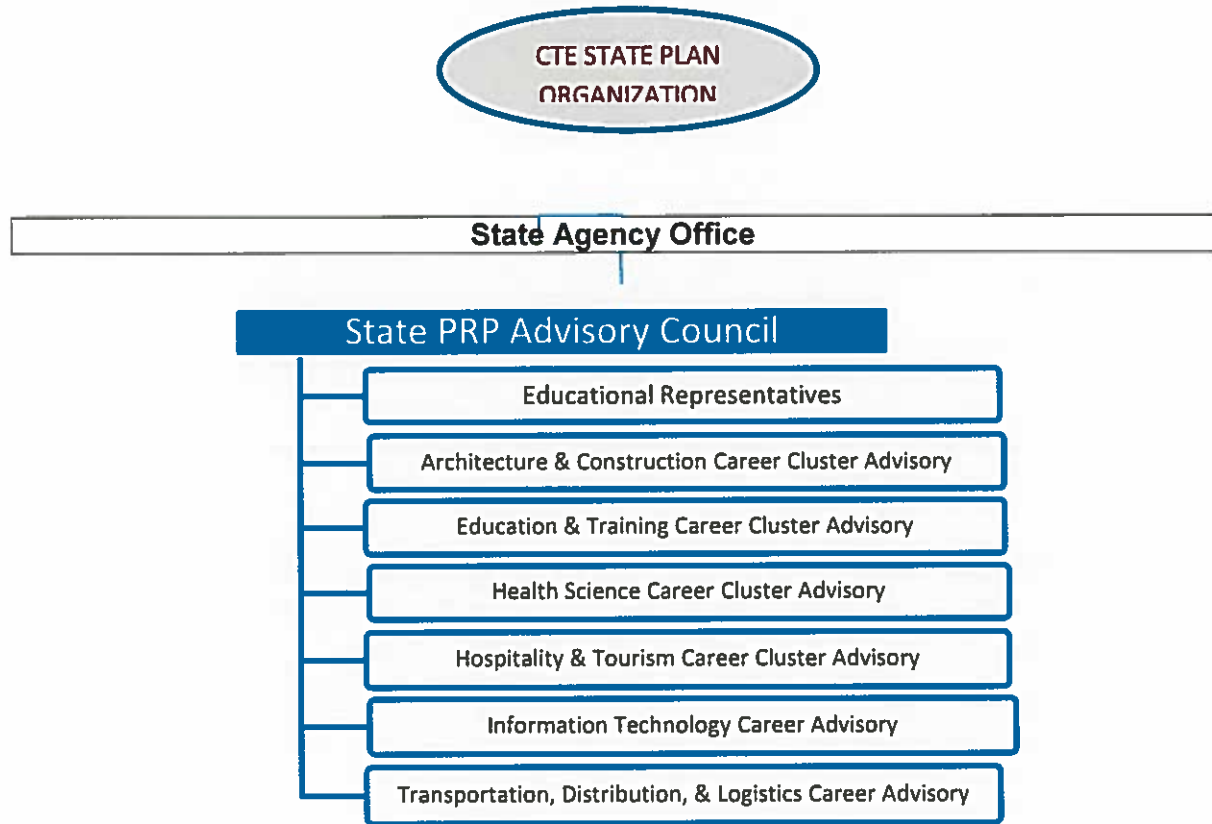 CTE STATE PLAN
ORGANIZATION
State Agency Office
State PRP Advisory Council
Educational Representatives
Architecture & Construction Career Cluster Advisory
Education & Training Career Cluster Advisory
Health Science Career Cluster Advisory
Hospitality & Tourism Career Cluster Advisory
Information Technology Career Advisory
Transportation, Distribution, & Logistics Career Advisory